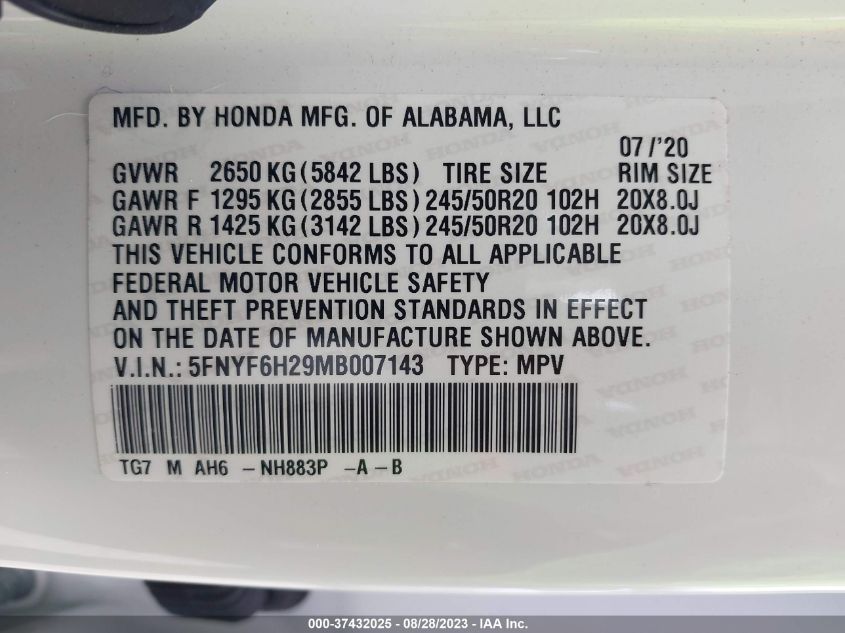 MFD. BY HONDA MFG. OF ALABAMA, LLC
07/'20
GVWR 2650 KG (5842 LBS) TIRE SIZE RIM SIZE
GAWR F 1295 KG (2855 LBS) 245/50R20 102H 20X8.0J
GAWR R 1425 KG (3142 LBS) 245/50R20 102H 20X8.0J
THIS VEHICLE CONFORMS TO ALL APPLICABLE
FEDERAL MOTOR VEHICLE SAFETY
AND THEFT PREVENTION STANDARDS IN EFFECT
ON THE DATE OF MANUFACTURE SHOWN ABOVE.
V.I.N.: 5FNYF6H29MB007143 TYPE: MPV
TG7 M AH6 -NH883P -A-B
000-37432025 - 08/28/2023 - IAA Inc.